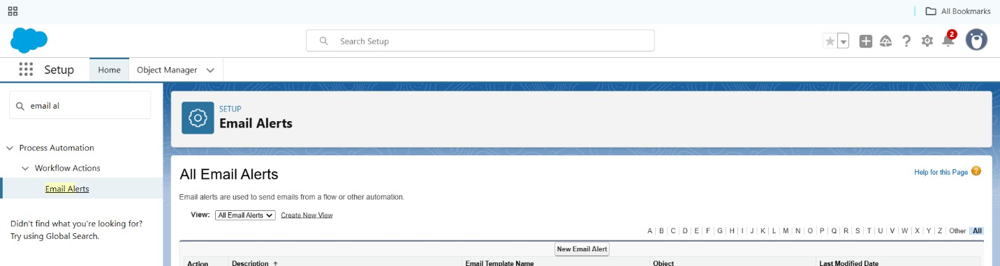 All Bookmarks
Search Setup
2
Setup Home Object Manager
email al
SETUP
Email Alerts
Process Automation
Workflow Actions
Email Alerts
Didn't find what you're looking for?
Try using Global Search.
All Email Alerts
Help for this Page ?
Email alerts are used to send emails from a flow or other automation.
View: All Email Alerts Create New View
A | B | C | D | E | F | G | H | I | J | K | L | M | N | O | P | Q | R | S | T | U | V | W | X | Y | Z | Other | All
New Email Alert
Action Description ↑ Email Template Name Object Last Modified Date